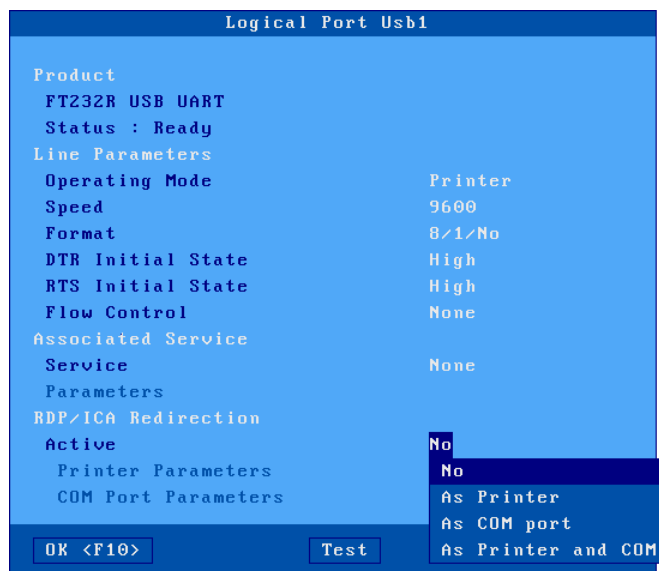 Logical Port Usb1
Product
FT232R USB UART
Status : Ready
Line Parameters
Operating Mode Printer
Speed 9600
Format 8/1/No
DTR Initial State High
RTS Initial State High
Flow Control None
Associated Service
Service None
Parameters
RDP/ICA Redirection
Active No
Printer Parameters No
COM Port Parameters As Printer
As COM port
OK <F10> Test As Printer and COM